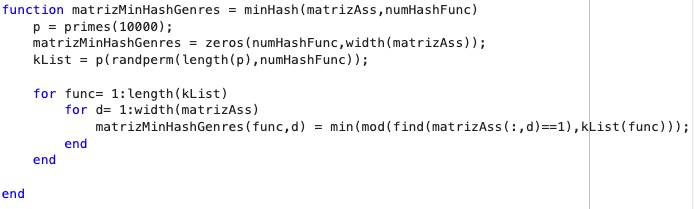 function matrizMinHashGenres = minHash(matrizAss,numHashFunc)
    p = primes(10000);
    matrizMinHashGenres = zeros(numHashFunc,width(matrizAss));
    kList = p(randperm(length(p),numHashFunc));
    for func= 1:length(kList)
        for d= 1:width(matrizAss)
            matrizMinHashGenres(func,d) = min(mod(find(matrizAss(:,d)==1),kList(func)));
        end
    end
end